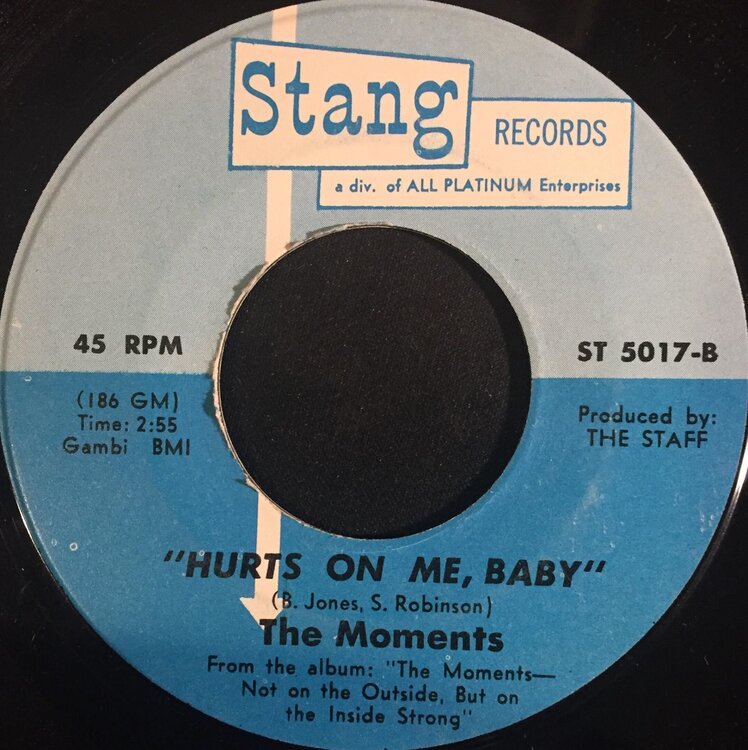 Stang
RECORDS
a div. of ALL PLATINUM Enterprises
45 RPM
ST 5017-B
(186 GM)
Time: 2:55
Gambi BMI
Produced by:
THE STAFF
"HURTS ON ME, BABY"
(B. Jones, S. Robinson)
The Moments
From the album: "The Moments—
Not on the Outside, But on
the Inside Strong"